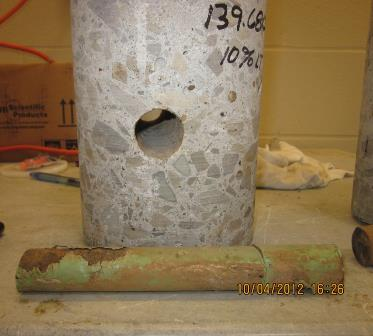 139.68
10%
Scientific
Products
10/04/2012 16:26